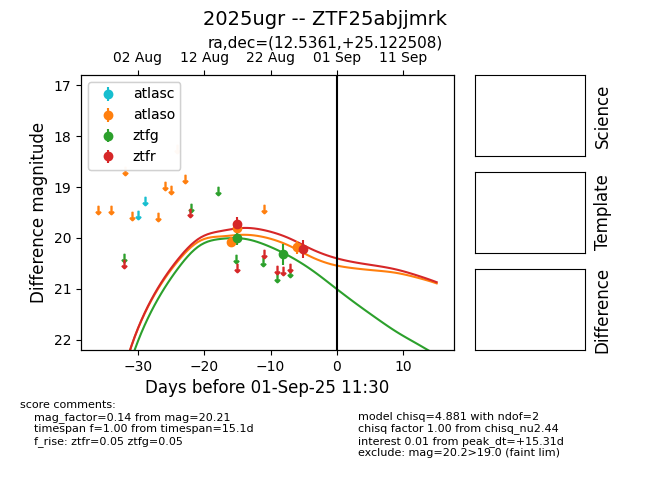 2025ugr -- ZTF25abjjmrk
ra,dec=(12.5361,+25.122508)
02 Aug 12 Aug 22 Aug 01 Sep 11 Sep
17
18
19
20
21
22
Difference magnitude
atlasc
atlaso
ztfg
ztfr
−30 −20 −10 0 10
Days before 01-Sep-25 11:30
Science
Template
Difference
score comments:
mag_factor=0.14 from mag=20.21
timespan f=1.00 from timespan=15.1d
f_rise: ztfr=0.05 ztfg=0.05
model chisq=4.881 with ndof=2
chisq factor 1.00 from chisq_nu2.44
interest 0.01 from peak_dt=+15.31d
exclude: mag=20.2>19.0 (faint lim)